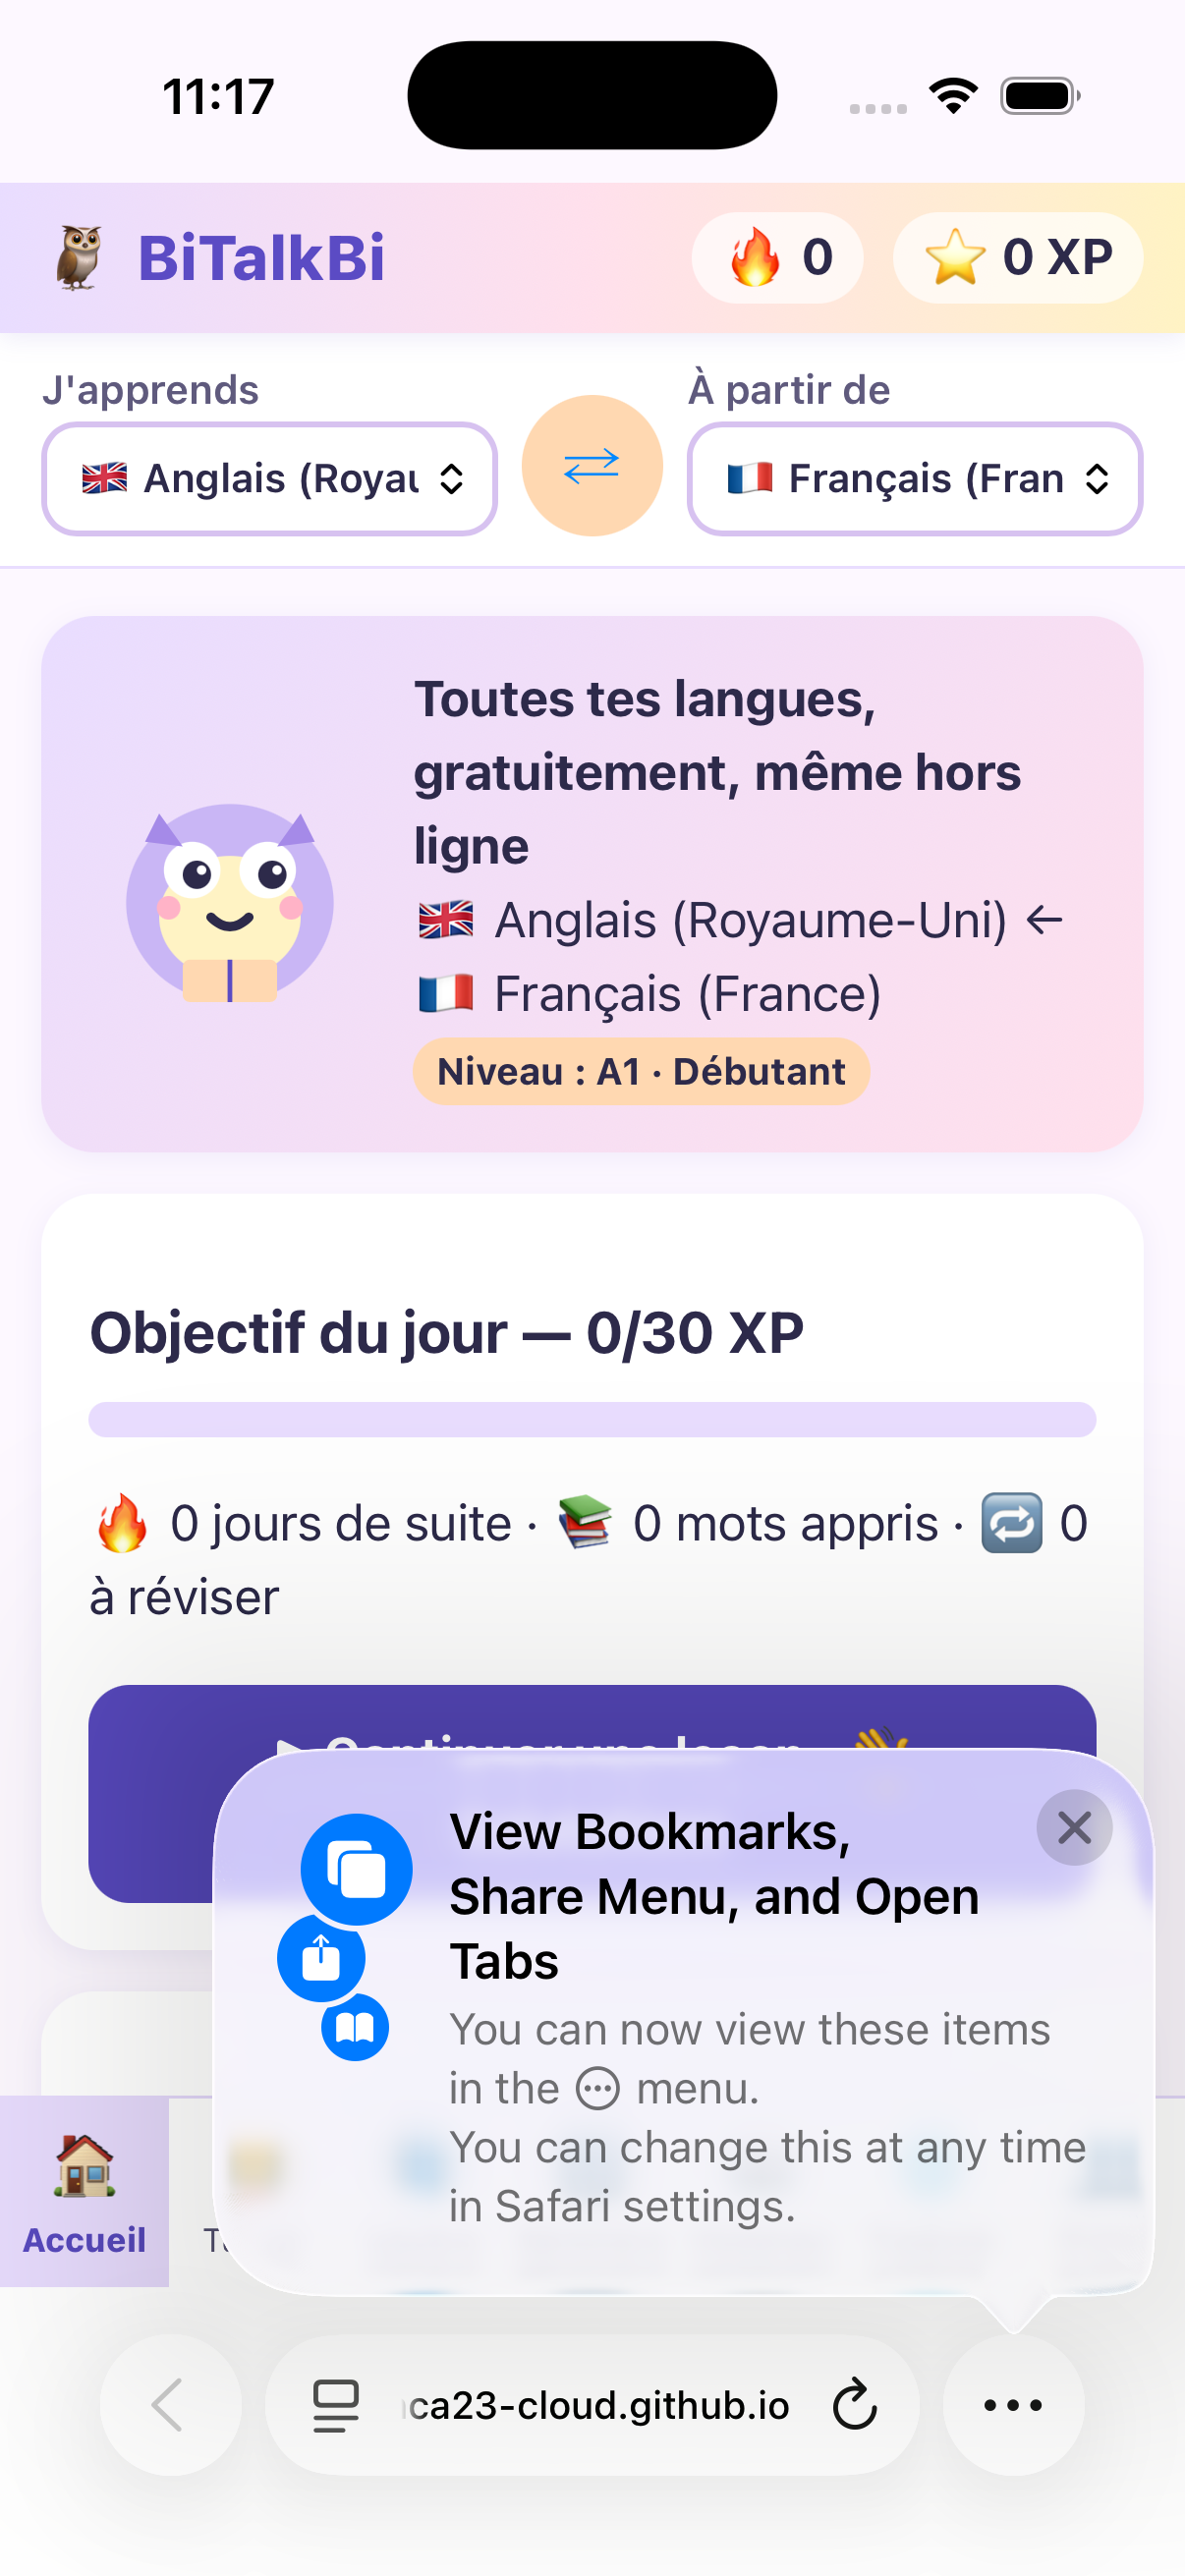 11:17
BiTalkBi
0
0 XP
J'apprends
À partir de
Anglais (Royau
Français (Fran
Toutes tes langues,
gratuitement, même hors
ligne
Anglais (Royaume-Uni) ←
Français (France)
Niveau : A1 · Débutant
Objectif du jour — 0/30 XP
0 jours de suite · 0 mots appris · 0
à réviser
View Bookmarks,
Share Menu, and Open
Tabs
You can now view these items
in the ··· menu.
You can change this at any time
in Safari settings.
Accueil
ca23-cloud.github.io